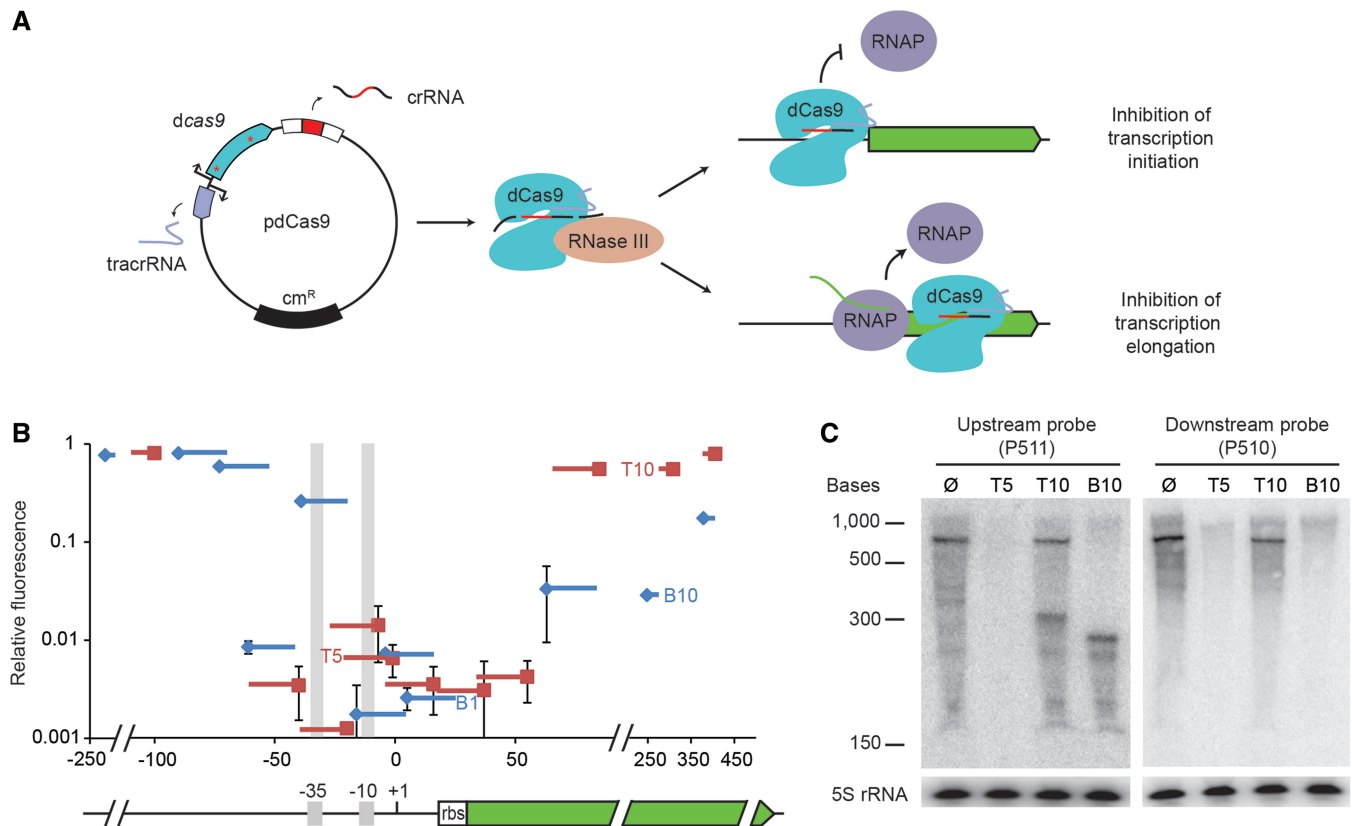 A
dcas9
crRNA
pdCas9
tracrRNA
cmR
dCas9
RNase III
RNAP
dCas9
Inhibition of
transcription
initiation
RNAP
RNAP
dCas9
Inhibition of
transcription
elongation
B
Relative fluorescence
1
0.1
0.01
0.001
T10
B10
T5
B1
-250
-100
-50
0
50
250
350
450
-35
-10
+1
rbs
C
Upstream probe
(P511)
Downstream probe
(P510)
Bases
Ø T5 T10 B10
Ø T5 T10 B10
1,000
500
300
150
5S rRNA